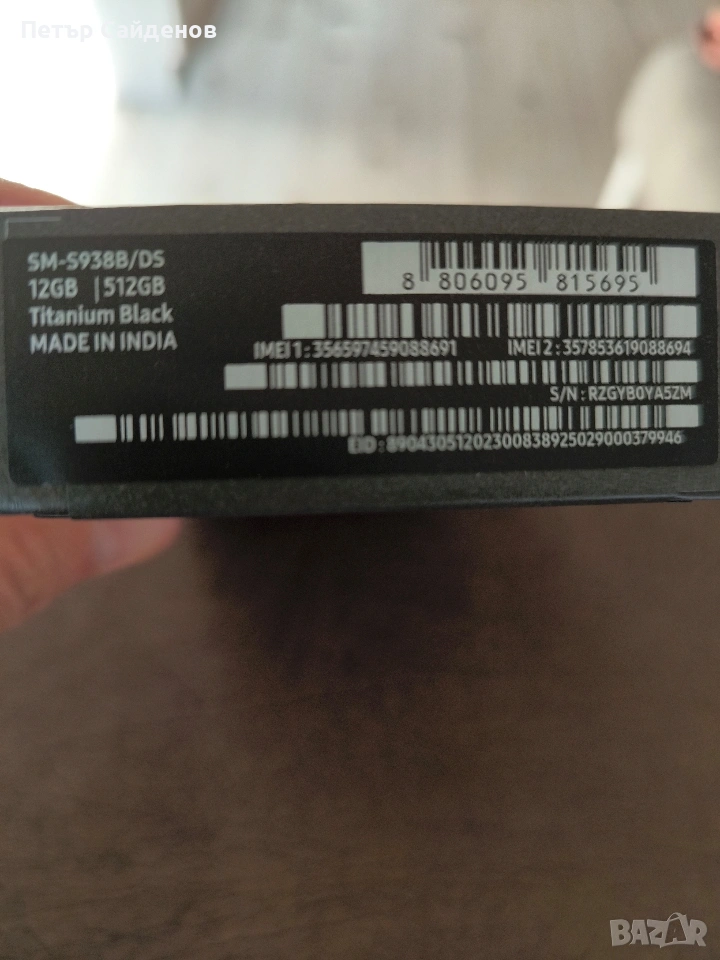 Петър Сайденов
SM-S938B/DS
12GB | 512GB
Titanium Black
MADE IN INDIA
8 806095 815695
IMEI 1 : 356597459088691
IMEI 2 : 357853619088694
S/N : RZGYB0YA5ZM
EID : 89043051202300838925029000379946
BAZAR